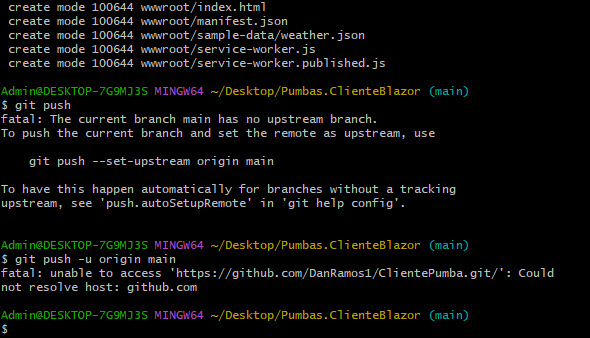 create mode 100644 wwwroot/index.html
create mode 100644 wwwroot/manifest.json
create mode 100644 wwwroot/sample-data/weather.json
create mode 100644 wwwroot/service-worker.js
create mode 100644 wwwroot/service-worker.published.js
Admin@DESKTOP-7G9MJ3S MINGW64 ~/Desktop/Pumbas.ClienteBlazor (main)
$ git push
fatal: The current branch main has no upstream branch.
To push the current branch and set the remote as upstream, use
git push --set-upstream origin main
To have this happen automatically for branches without a tracking
upstream, see 'push.autoSetupRemote' in 'git help config'.
Admin@DESKTOP-7G9MJ3S MINGW64 ~/Desktop/Pumbas.ClienteBlazor (main)
$ git push -u origin main
fatal: unable to access 'https://github.com/DanRamos1/ClientePumba.git/': Could
not resolve host: github.com
Admin@DESKTOP-7G9MJ3S MINGW64 ~/Desktop/Pumbas.ClienteBlazor (main)
$